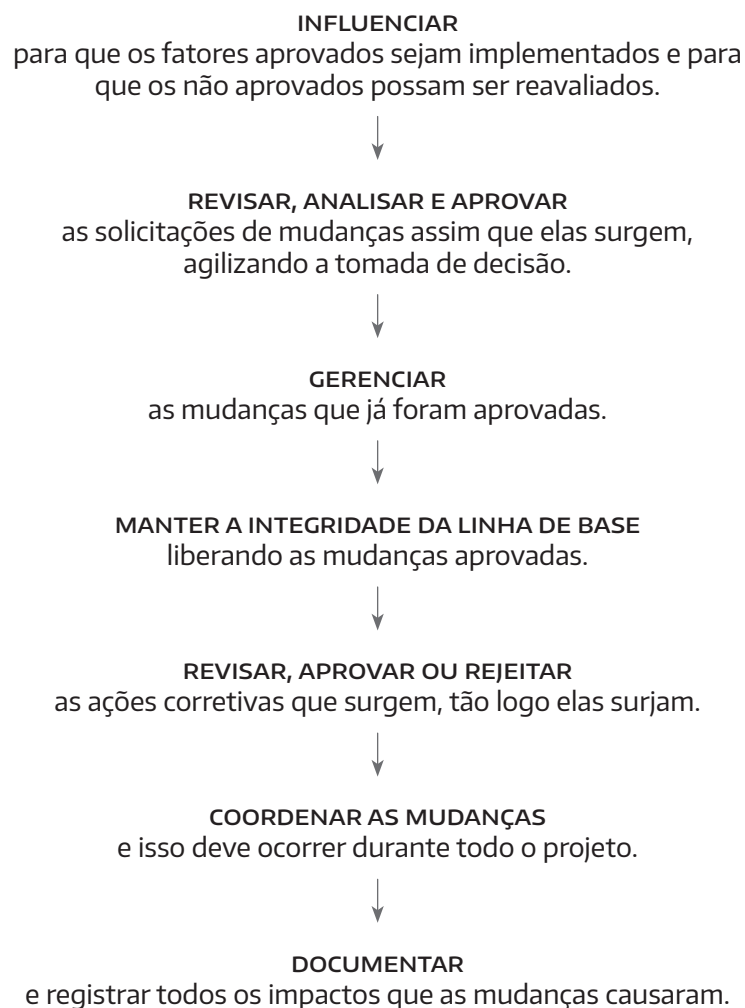 INFLUENCIAR
para que os fatores aprovados sejam implementados e para
que os não aprovados possam ser reavaliados.
REVISAR, ANALISAR E APROVAR
as solicitações de mudanças assim que elas surgem,
agilizando a tomada de decisão.
GERENCIAR
as mudanças que já foram aprovadas.
MANTER A INTEGRIDADE DA LINHA DE BASE
liberando as mudanças aprovadas.
REVISAR, APROVAR OU REJEITAR
as ações corretivas que surgem, tão logo elas surjam.
COORDENAR AS MUDANÇAS
e isso deve ocorrer durante todo o projeto.
DOCUMENTAR
e registrar todos os impactos que as mudanças causaram.